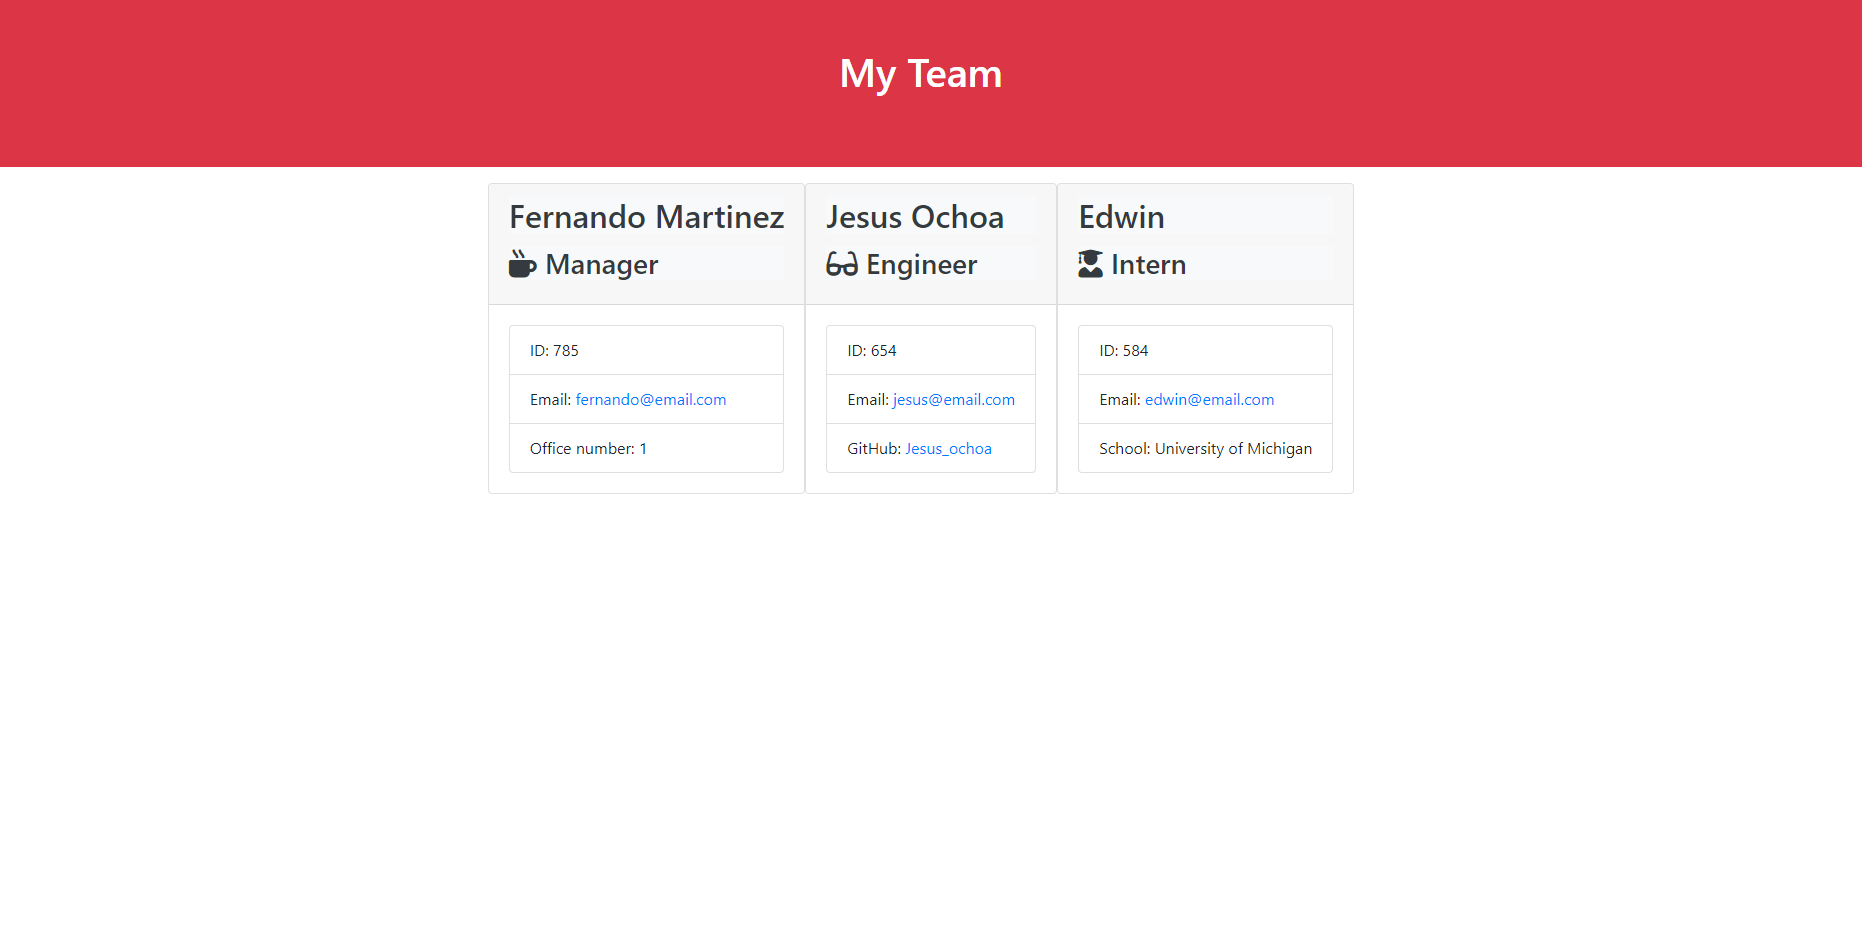 My Team
Fernando Martinez
Manager
ID: 785
Email: fernando@email.com
Office number: 1
Jesus Ochoa
Engineer
ID: 654
Email: jesus@email.com
GitHub: Jesus_ochoa
Edwin
Intern
ID: 584
Email: edwin@email.com
School: University of Michigan